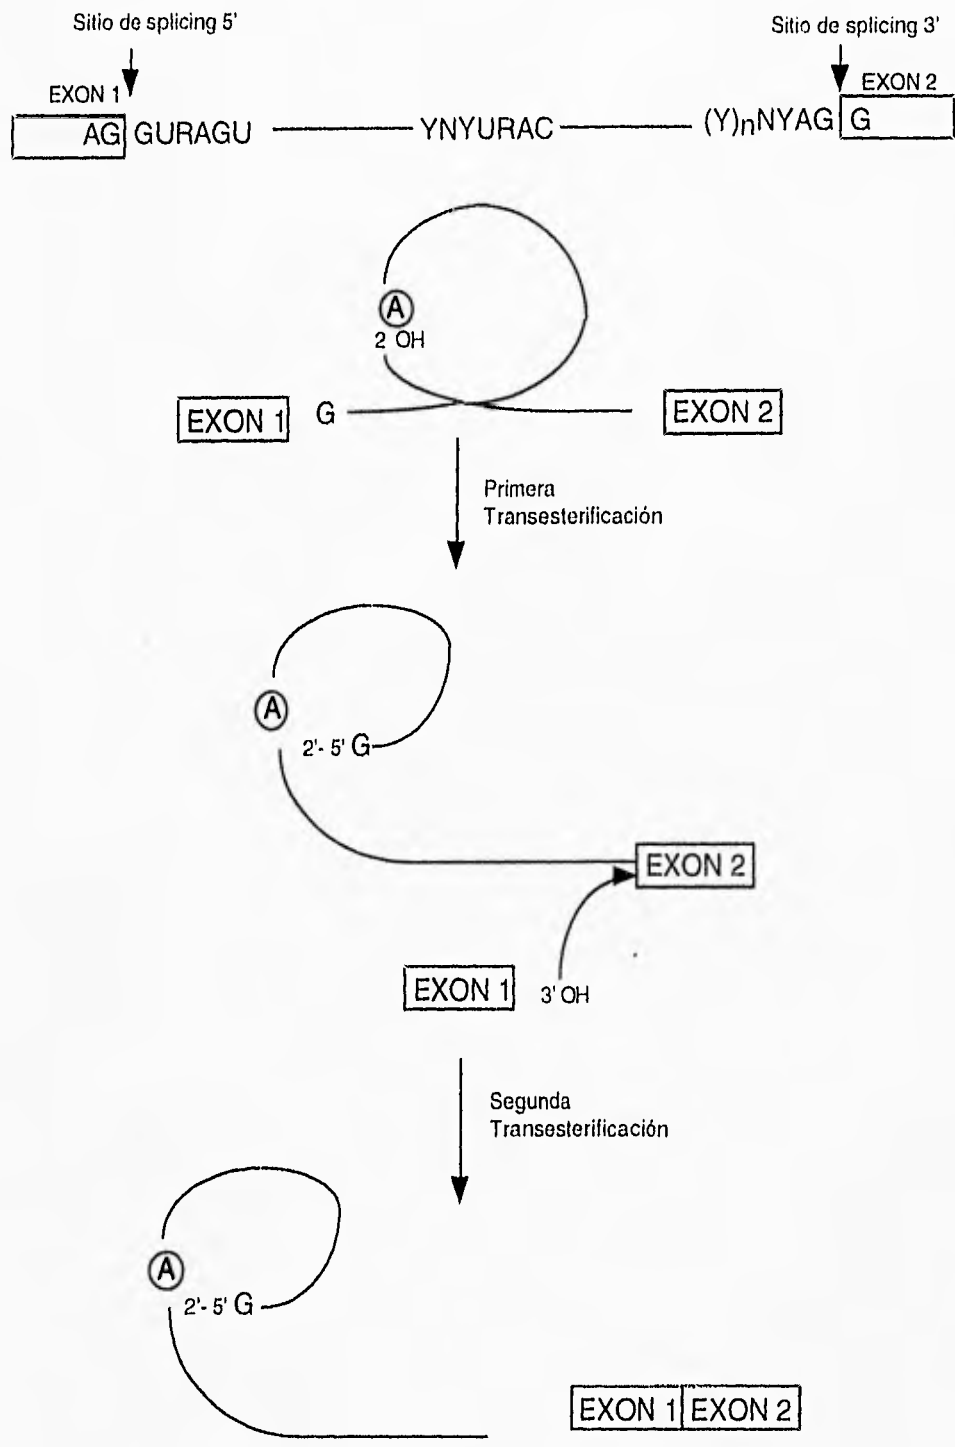 Sitio de splicing 5'
Sitio de splicing 3'
EXON 1
EXON 2
AG GURAGU YNYURAC (Y)nNYAG G
A
2 OH
EXON 1 G EXON 2
Primera
Transesterificación
A
2'- 5' G
EXON 2
EXON 1 3' OH
Segunda
Transesterificación
A
2'- 5' G
EXON 1 EXON 2